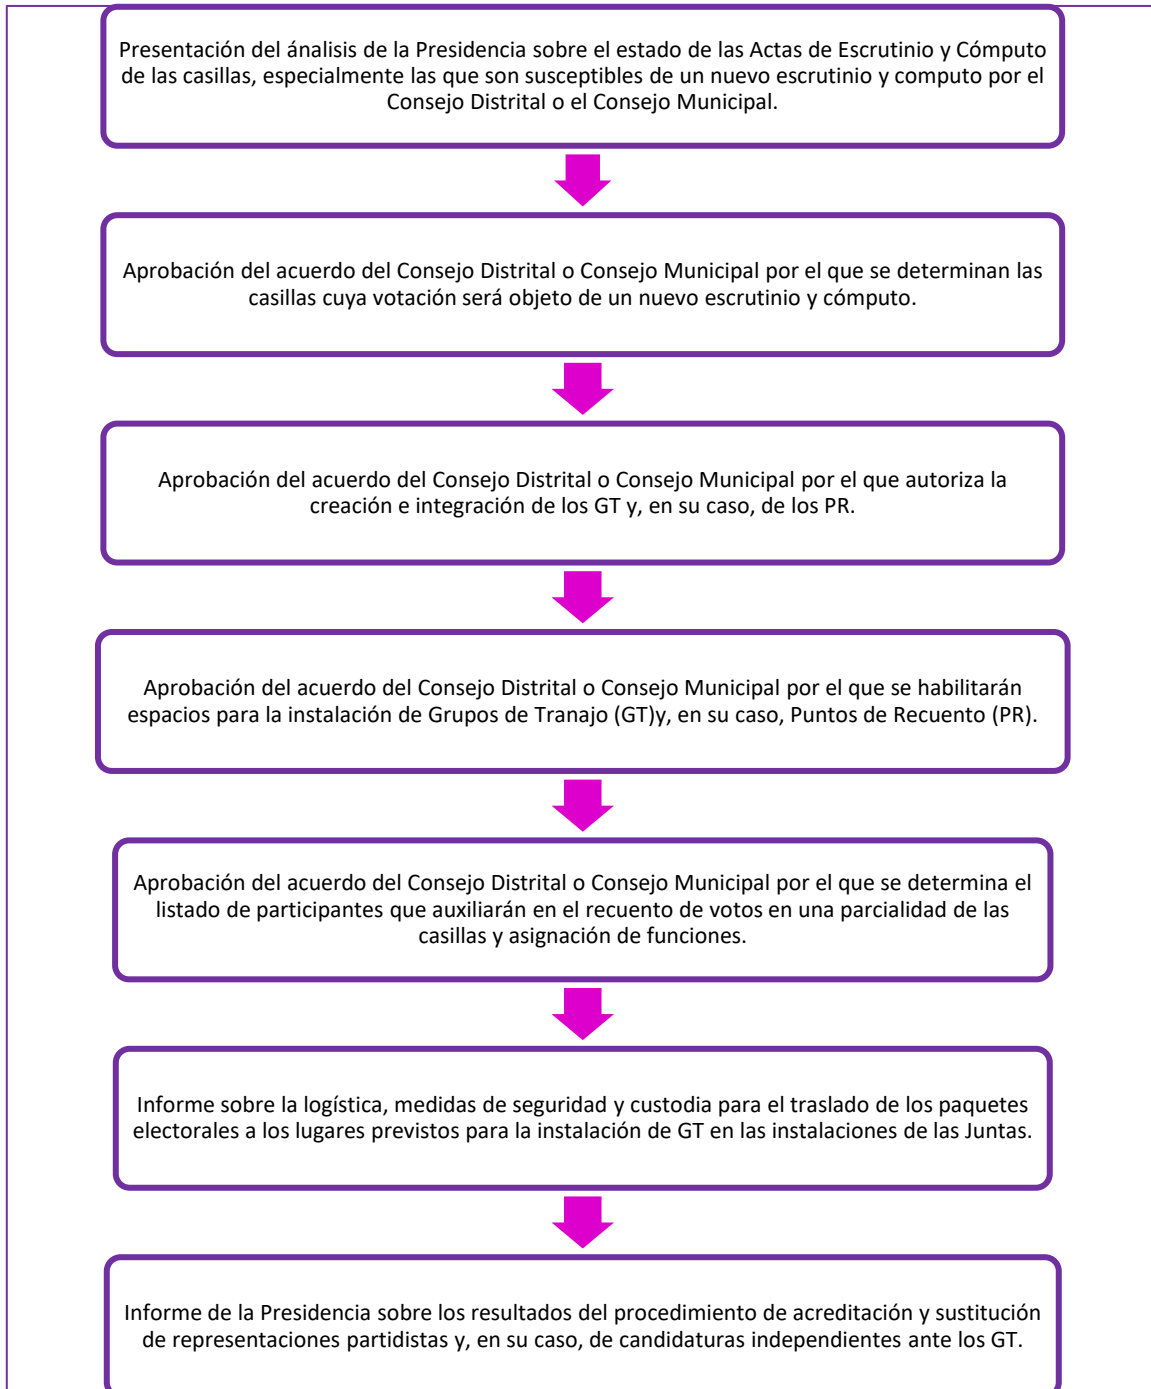 Presentación del ánalisis de la Presidencia sobre el estado de las Actas de Escrutinio y Cómputo
de las casillas, especialmente las que son susceptibles de un nuevo escrutinio y computo por el
Consejo Distrital o el Consejo Municipal.
Aprobación del acuerdo del Consejo Distrital o Consejo Municipal por el que se determinan las
casillas cuya votación será objeto de un nuevo escrutinio y cómputo.
Aprobación del acuerdo del Consejo Distrital o Consejo Municipal por el que autoriza la
creación e integración de los GT y, en su caso, de los PR.
Aprobación del acuerdo del Consejo Distrital o Consejo Municipal por el que se habilitarán
espacios para la instalación de Grupos de Tranajo (GT)y, en su caso, Puntos de Recuento (PR).
Aprobación del acuerdo del Consejo Distrital o Consejo Municipal por el que se determina el
listado de participantes que auxiliarán en el recuento de votos en una parcialidad de las
casillas y asignación de funciones.
Informe sobre la logística, medidas de seguridad y custodia para el traslado de los paquetes
electorales a los lugares previstos para la instalación de GT en las instalaciones de las Juntas.
Informe de la Presidencia sobre los resultados del procedimiento de acreditación y sustitución
de representaciones partidistas y, en su caso, de candidaturas independientes ante los GT.